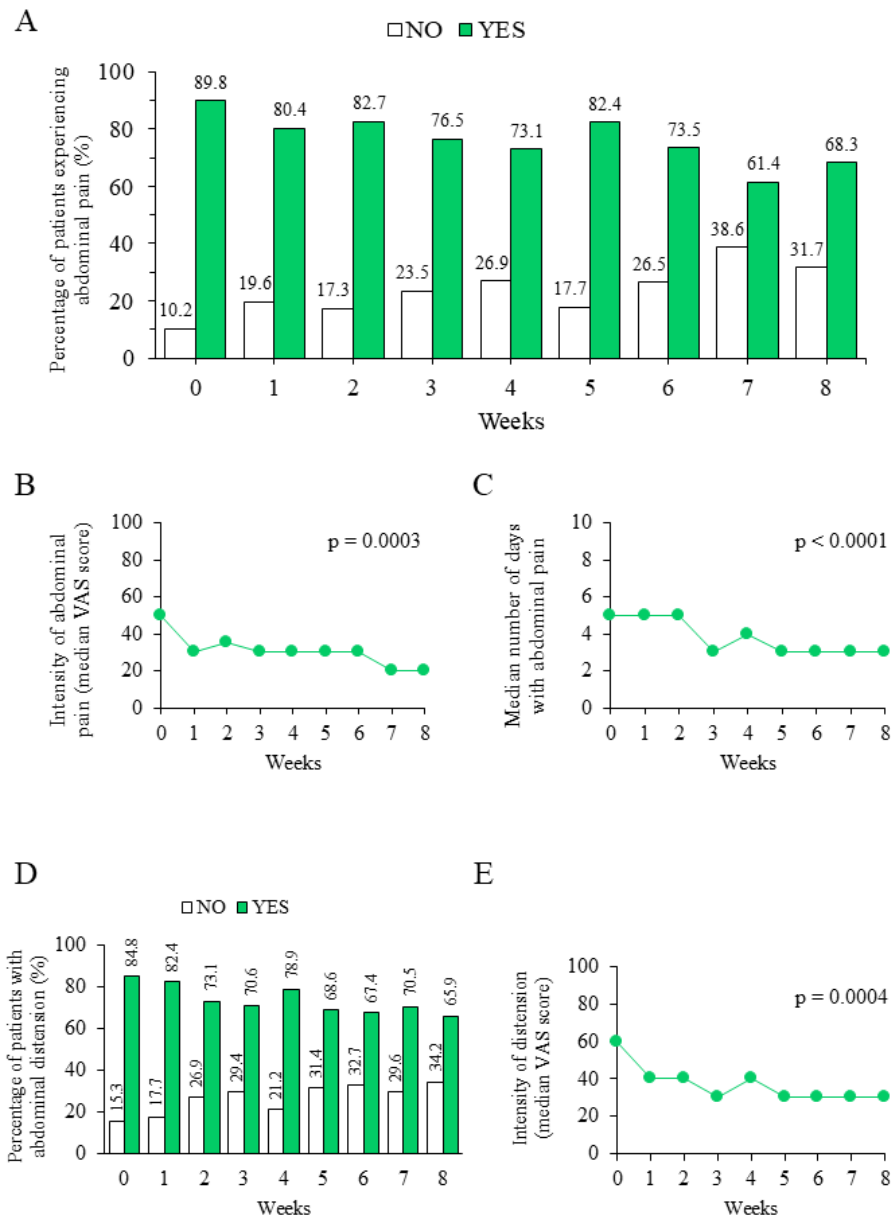 A
NO YES
Percentage of patients experiencing
abdominal pain (%)
100
80
60
40
20
0
89.8
80.4
82.7
76.5
73.1
82.4
73.5
61.4
68.3
10.2
19.6
17.3
23.5
26.9
17.7
26.5
38.6
31.7
0 1 2 3 4 5 6 7 8
Weeks
B
Intensity of abdominal
pain (median VAS score)
100
80
60
40
20
0
p = 0.0003
0 1 2 3 4 5 6 7 8
Weeks
C
Median number of days
with abdominal pain
10
8
6
4
2
0
p < 0.0001
0 1 2 3 4 5 6 7 8
Weeks
D
NO YES
Percentage of patients with
abdominal distension (%)
100
80
60
40
20
0
84.8
82.4
73.1
70.6
78.9
68.6
67.4
70.5
65.9
15.3
17.7
26.9
29.4
21.2
31.4
32.7
29.6
34.2
0 1 2 3 4 5 6 7 8
Weeks
E
Intensity of distension
(median VAS score)
100
80
60
40
20
0
p = 0.0004
0 1 2 3 4 5 6 7 8
Weeks